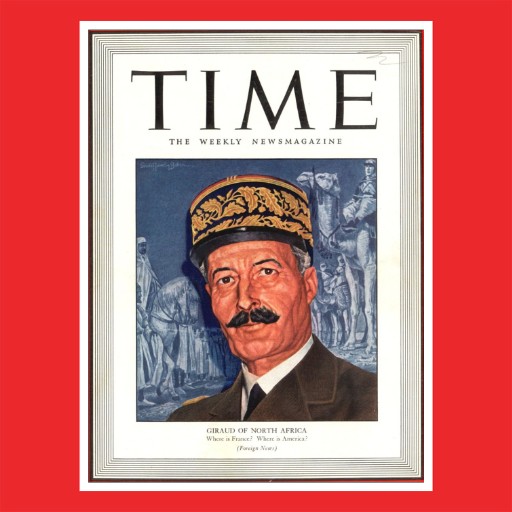 TIME
THE WEEKLY NEWSMAGAZINE
GIRAUD OF NORTH AFRICA
Where is France? Where is America?
(Foreign News)